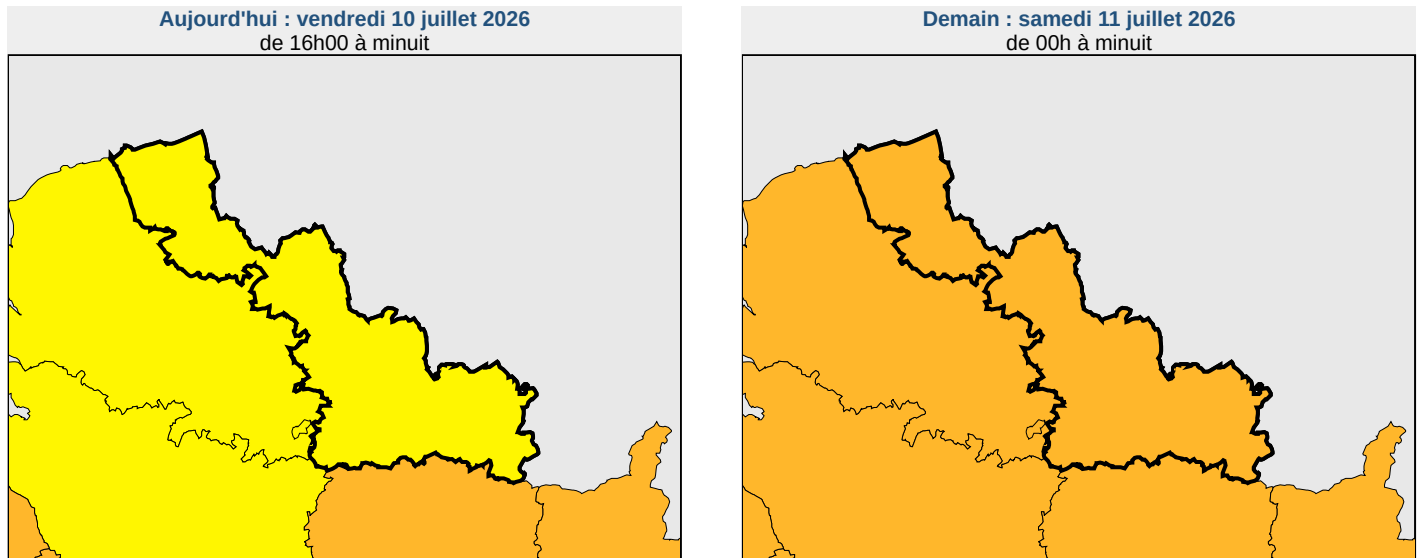 Aujourd'hui : vendredi 10 juillet 2026
de 16h00 à minuit
Demain : samedi 11 juillet 2026
de 00h à minuit